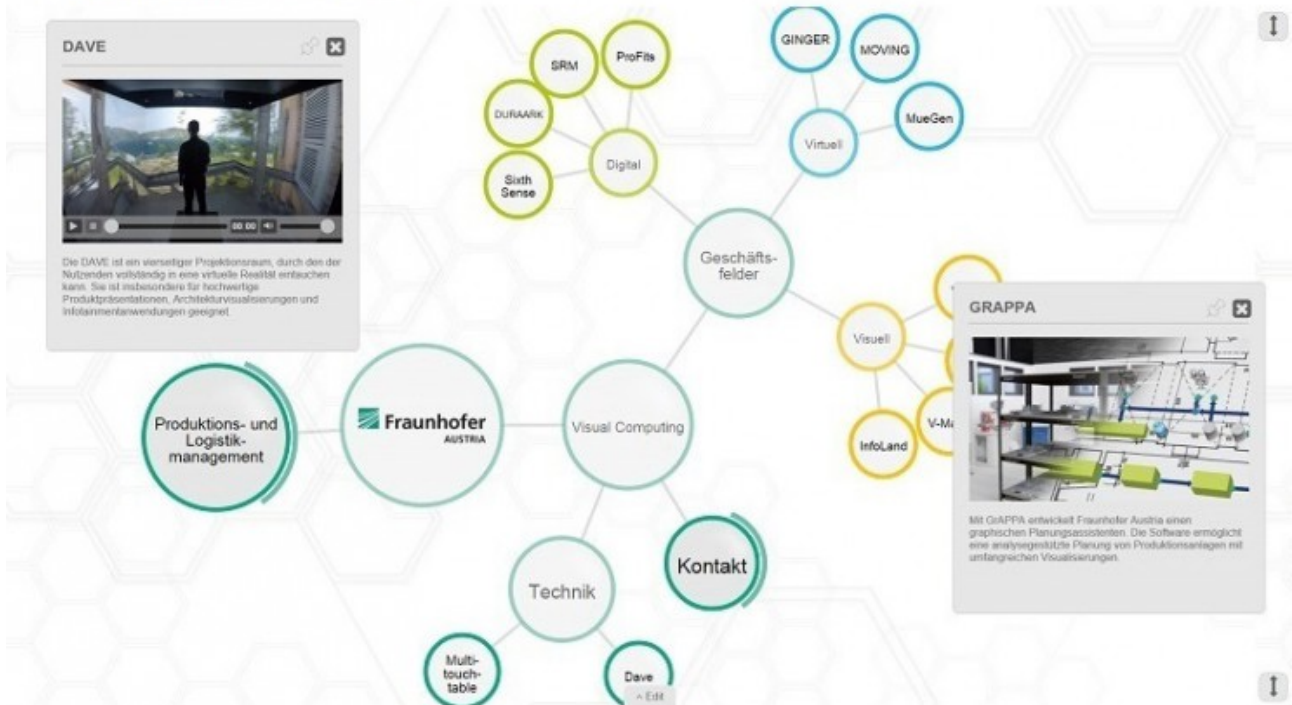 DAVE
00:00
Die DAVE ist ein vierseitiger Projektionsraum, durch den der
Nutzenden vollständig in eine virtuelle Realität eintauchen
kann. Sie ist insbesondere für hochwertige
Produktpräsentationen, Architekturvisualisierungen und
Infotainmentanwendungen geeignet.
SRM
ProFits
DURAARK
Sixth
Sense
Digital
GINGER
MOVING
MueGen
Virtuell
Geschäfts-
felder
Visuell
InfoLand
GRAPPA
Mit GrAPPA entwickelt Fraunhofer Austria einen
graphischen Planungsassistenten. Die Software ermöglicht
eine analysegestützte Planung von Produktionsanlagen mit
umfangreichen Visualisierungen.
Produktions- und
Logistik-
management
Fraunhofer
AUSTRIA
Visual Computing
Kontakt
Technik
Multi-
touch-
table
Dave
^ Edit